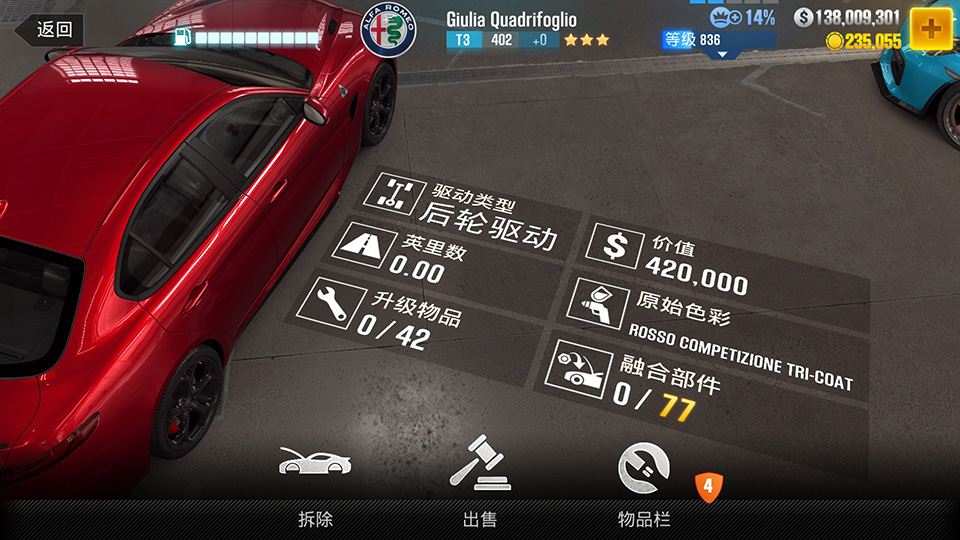 返回
ALFA ROMEO
Giulia Quadrifoglio
T3 402 +0
14%
$ 138,009,301
等级 836
235,055
驱动类型
后轮驱动
英里数
0.00
升级物品
0/42
$ 价值
420,000
原始色彩
ROSSO COMPETIZIONE TRI-COAT
融合部件
0/77
拆除
出售
物品栏
4